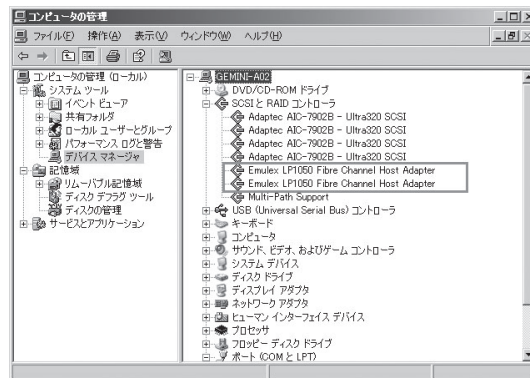 コンピュータの管理
ファイル(F) 操作(A) 表示(V) ウィンドウ(W) ヘルプ(H)
コンピュータの管理 (ローカル)
システム ツール
イベント ビューア
共有フォルダ
ローカル ユーザーとグループ
パフォーマンス ログと警告
デバイス マネージャ
記憶域
リムーバブル記憶域
ディスク デフラグ ツール
ディスクの管理
サービスとアプリケーション
GEMINI-A02
DVD/CD-ROM ドライブ
SCSI と RAID コントローラ
Adaptec AIC-7902B - Ultra320 SCSI
Adaptec AIC-7902B - Ultra320 SCSI
Adaptec AIC-7902B - Ultra320 SCSI
Adaptec AIC-7902B - Ultra320 SCSI
Emulex LP1050 Fibre Channel Host Adapter
Emulex LP1050 Fibre Channel Host Adapter
Multi-Path Support
USB (Universal Serial Bus) コントローラ
キーボード
コンピュータ
サウンド、ビデオ、およびゲーム コントローラ
システム デバイス
ディスク ドライブ
ディスプレイ アダプタ
ネットワーク アダプタ
ヒューマン インターフェイス デバイス
プロセッサ
フロッピー ディスク ドライブ
ポート (COM と LPT)